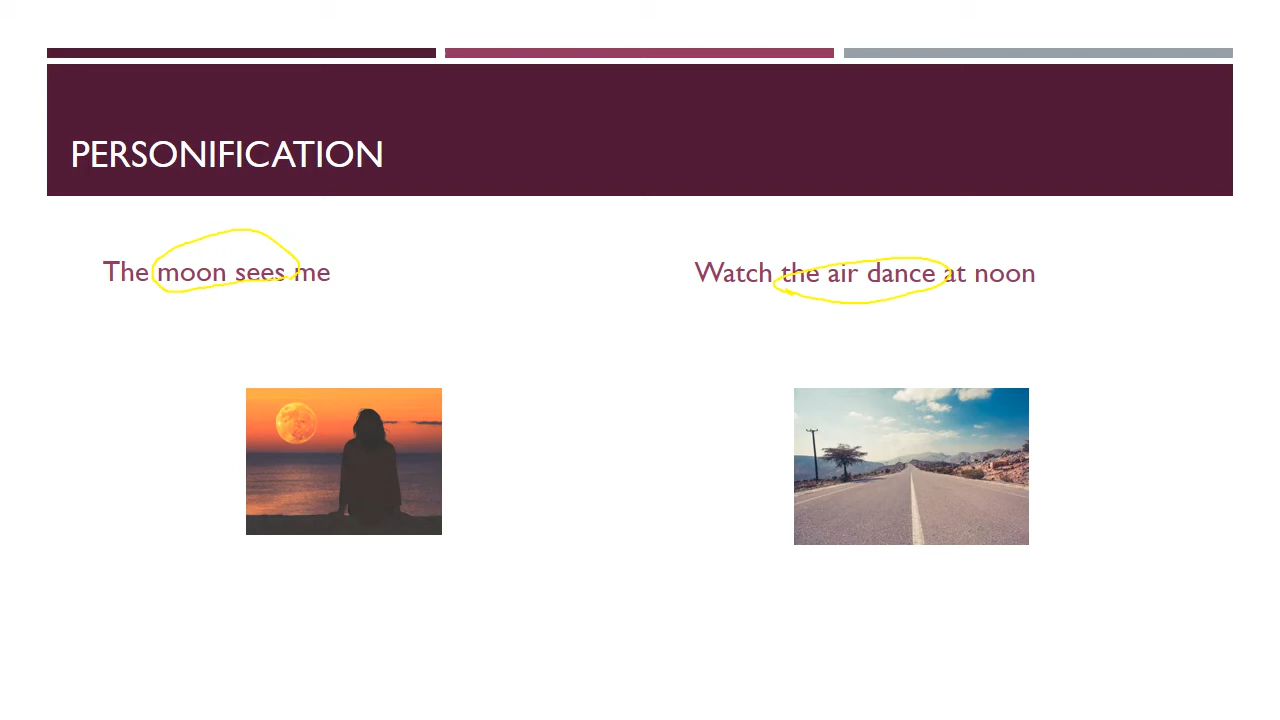 PERSONIFICATION
The moon sees me
Watch the air dance at noon